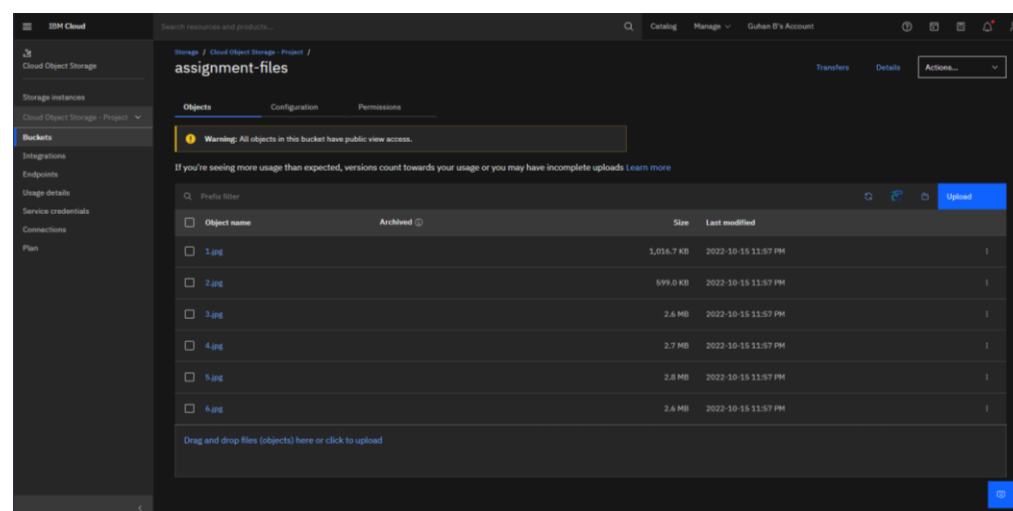 IBM Cloud
Search resources and products...
Catalog
Manage
Guhan B's Account
Cloud Object Storage
Storage instances
Cloud Object Storage - Project
Buckets
Integrations
Endpoints
Usage details
Service credentials
Connections
Plan
Storage / Cloud Object Storage - Project /
assignment-files
Transfers
Details
Actions...
Objects
Configuration
Permissions
Warning: All objects in this bucket have public view access.
If you're seeing more usage than expected, versions count towards your usage or you may have incomplete uploads Learn more
Prefix filter
Upload
Object name Archived Size Last modified
1.jpg 1,016.7 KB 2022-10-15 11:57 PM
2.jpg 599.0 KB 2022-10-15 11:57 PM
3.jpg 2.6 MB 2022-10-15 11:57 PM
4.jpg 2.7 MB 2022-10-15 11:57 PM
5.jpg 2.8 MB 2022-10-15 11:57 PM
6.jpg 2.6 MB 2022-10-15 11:57 PM
Drag and drop files (objects) here or click to upload